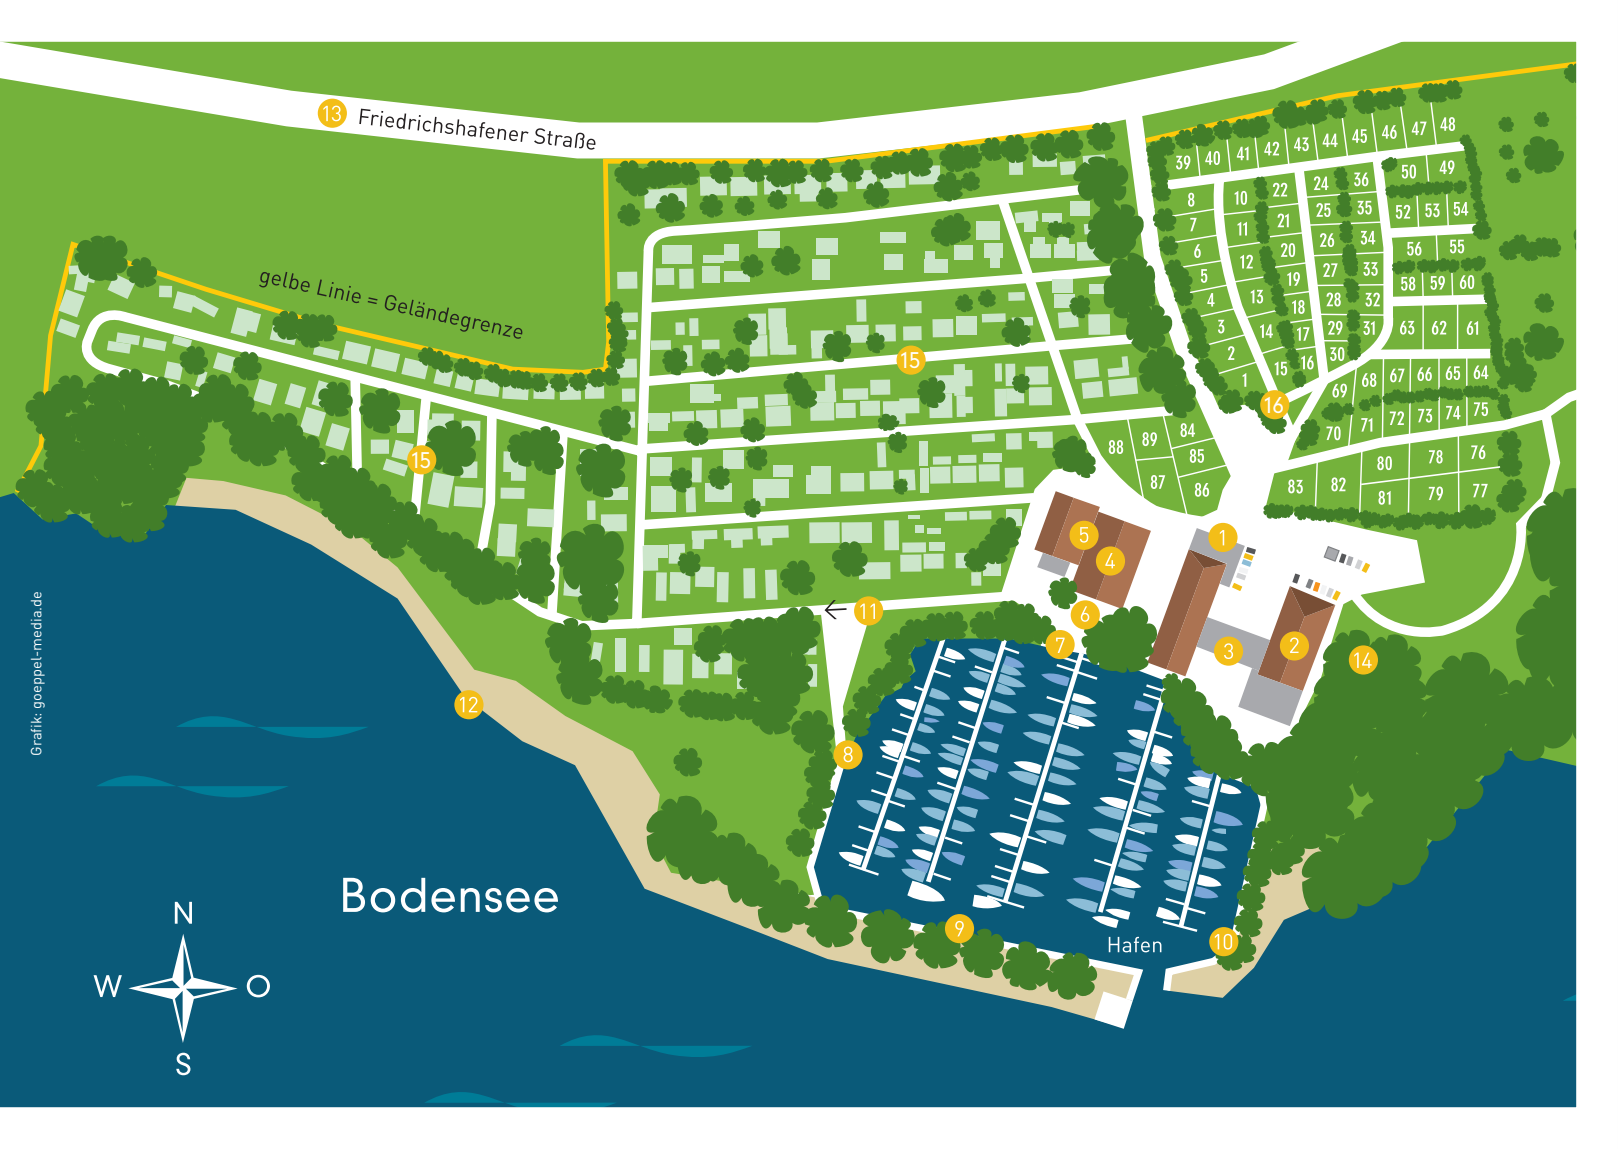 13 Friedrichshafener Straße
gelbe Linie = Geländegrenze
39 40 41 42 43 44 45 46 47 48
8 10 22 24 36 50 49
7 11 21 25 35 52 53 54
6 12 20 26 34 56 55
5 13 19 27 33 58 59 60
4 14 18 28 32 63 62 61
3 15 17 29 31
2 16 30
1
69 68 67 66 65 64
70 71 72 73 74 75
16
15
15
88 89 84
85
87 86
83 82 80 78 76
81 79 77
5 4 1
11 6 7 3 2 14
12 8
9 10
Hafen
Bodensee
N
W O
S
Grafik: goeppel-media.de